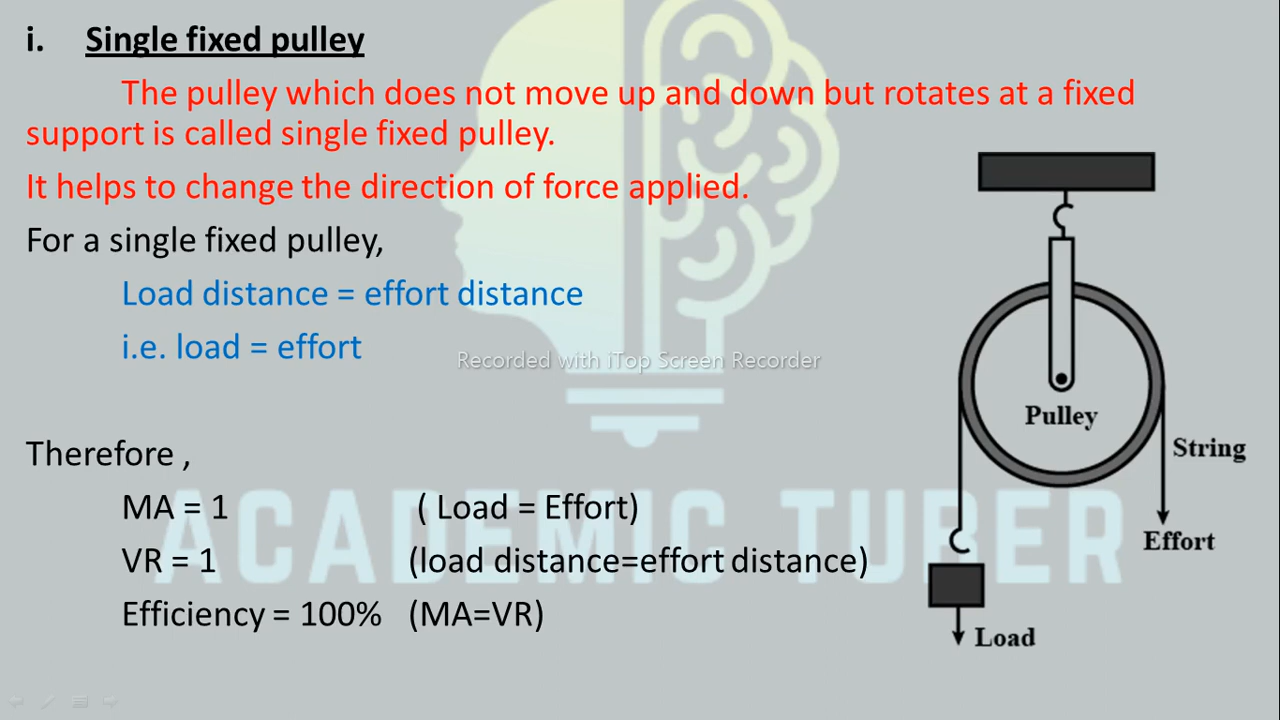 i. Single fixed pulley
The pulley which does not move up and down but rotates at a fixed
support is called single fixed pulley.
It helps to change the direction of force applied.
For a single fixed pulley,
Load distance = effort distance
i.e. load = effort
Recorded with iTop Screen Recorder
Therefore ,
MA = 1 ( Load = Effort)
VR = 1 (load distance=effort distance)
Efficiency = 100% (MA=VR)
Pulley
String
Effort
Load
ACADEMIC TUBER